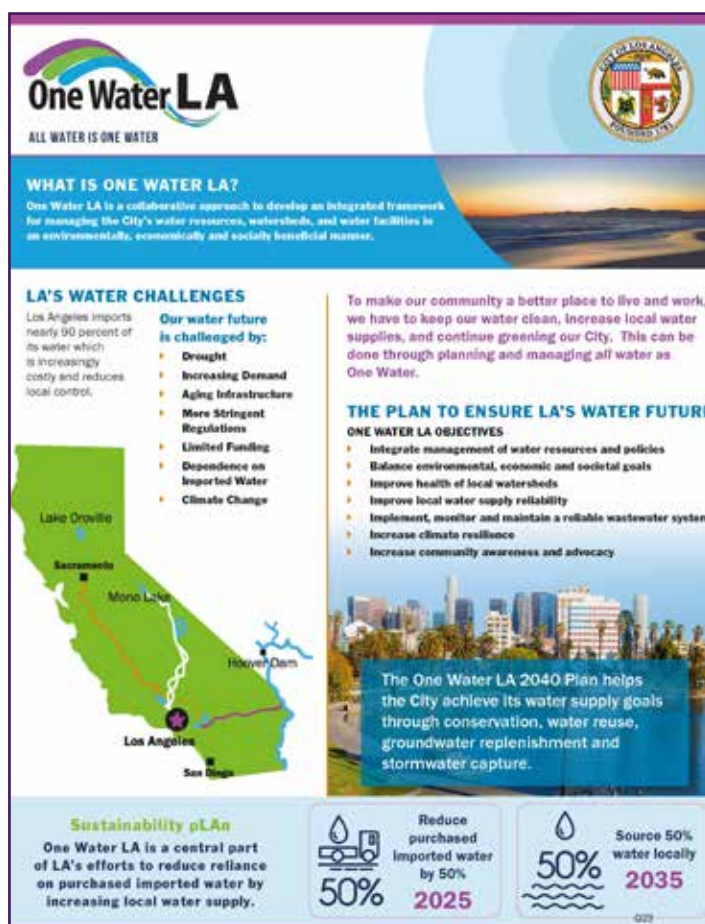 One Water LA
ALL WATER IS ONE WATER
CITY OF LOS ANGELES
FOUNDED 1781
WHAT IS ONE WATER LA?
One Water LA is a collaborative approach to develop an integrated framework
for managing the City's water resources, watersheds, and water facilities in
an environmentally, economically and socially beneficial manner.
LA'S WATER CHALLENGES
Los Angeles imports
nearly 90 percent of
its water which
is increasingly
costly and reduces
local control.
Our water future
is challenged by:
Drought
Increasing Demand
Aging Infrastructure
More Stringent
Regulations
Limited Funding
Dependence on
Imported Water
Climate Change
Lake Oroville
Sacramento
Mono Lake
Hoover Dam
Los Angeles
San Diego
To make our community a better place to live and work,
we have to keep our water clean, increase local water
supplies, and continue greening our City. This can be
done through planning and managing all water as
One Water.
THE PLAN TO ENSURE LA'S WATER FUTURE
ONE WATER LA OBJECTIVES
Integrate management of water resources and policies
Balance environmental, economic and societal goals
Improve health of local watersheds
Improve local water supply reliability
Implement, monitor and maintain a reliable wastewater system
Increase climate resilience
Increase community awareness and advocacy
The One Water LA 2040 Plan helps
the City achieve its water supply goals
through conservation, water reuse,
groundwater replenishment and
stormwater capture.
Sustainability pLAn
One Water LA is a central part
of LA's efforts to reduce reliance
on purchased imported water by
increasing local water supply.
50%
Reduce
purchased
imported water
by 50%
2025
50%
Source 50%
water locally
2035